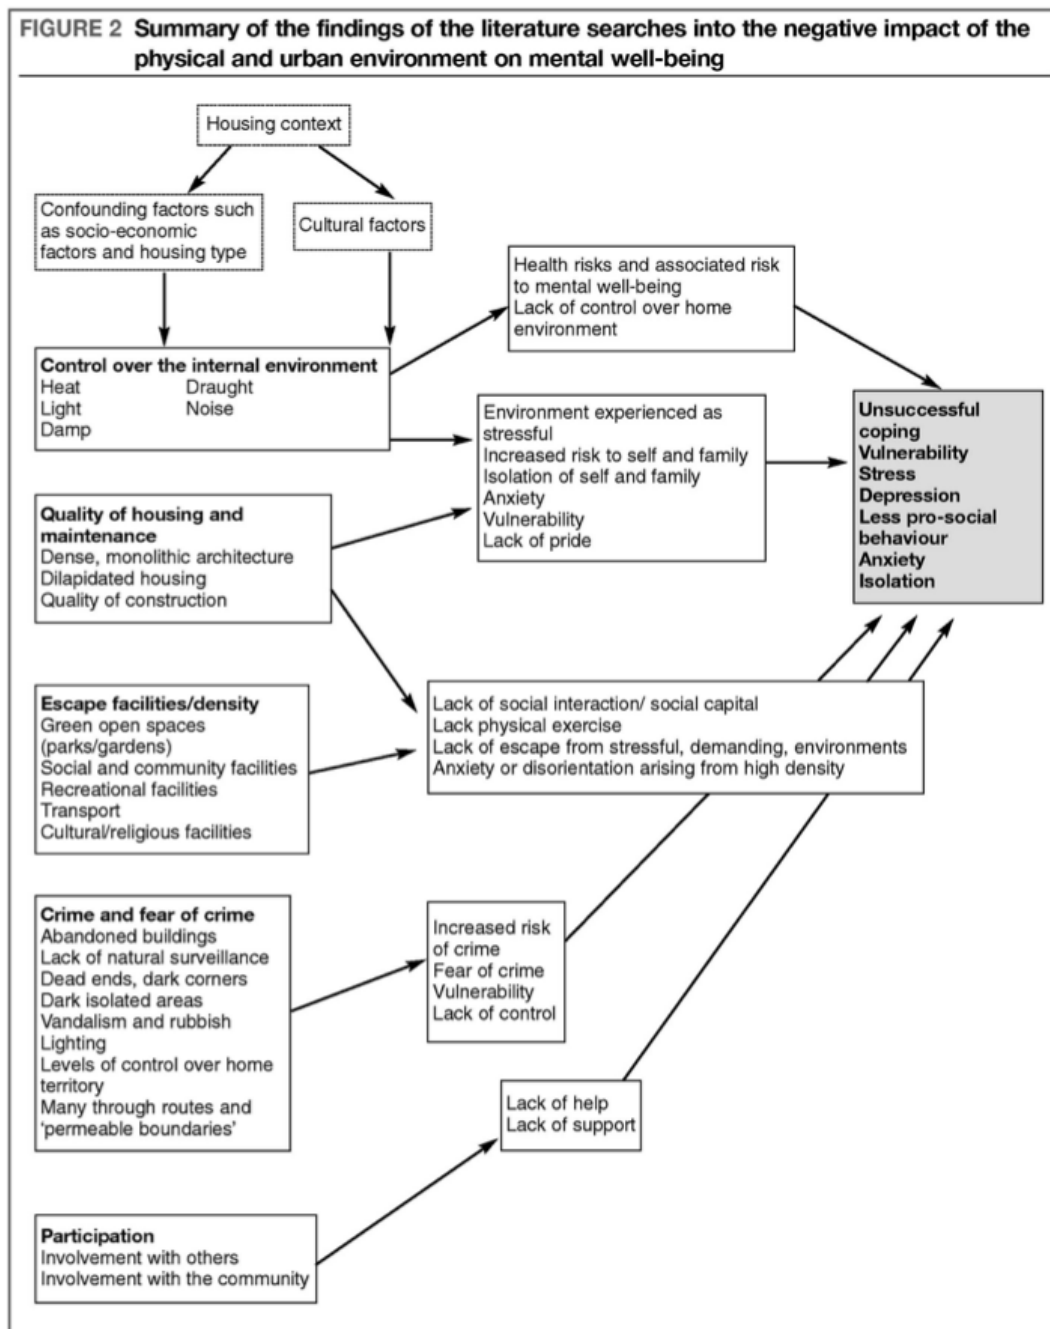 FIGURE 2 Summary of the findings of the literature searches into the negative impact of the
physical and urban environment on mental well-being
Housing context
Confounding factors such
as socio-economic
factors and housing type
Cultural factors
Health risks and associated risk
to mental well-being
Lack of control over home
environment
Control over the internal environment
Heat Draught
Light Noise
Damp
Environment experienced as
stressful
Increased risk to self and family
Isolation of self and family
Anxiety
Vulnerability
Lack of pride
Unsuccessful
coping
Vulnerability
Stress
Depression
Less pro-social
behaviour
Anxiety
Isolation
Quality of housing and
maintenance
Dense, monolithic architecture
Dilapidated housing
Quality of construction
Escape facilities/density
Green open spaces
(parks/gardens)
Social and community facilities
Recreational facilities
Transport
Cultural/religious facilities
Lack of social interaction/ social capital
Lack physical exercise
Lack of escape from stressful, demanding, environments
Anxiety or disorientation arising from high density
Crime and fear of crime
Abandoned buildings
Lack of natural surveillance
Dead ends, dark corners
Dark isolated areas
Vandalism and rubbish
Lighting
Levels of control over home
territory
Many through routes and
‘permeable boundaries’
Increased risk
of crime
Fear of crime
Vulnerability
Lack of control
Lack of help
Lack of support
Participation
Involvement with others
Involvement with the community